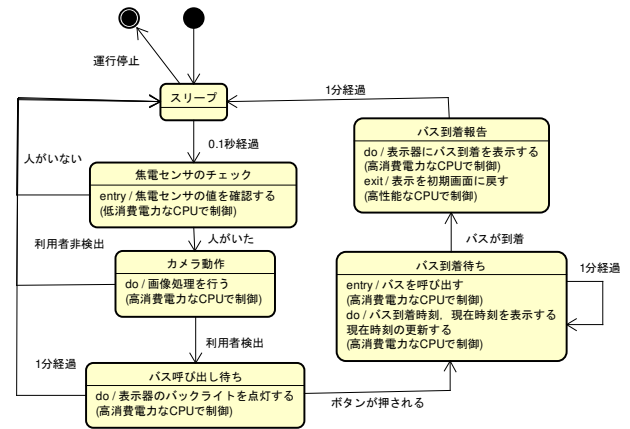 運行停止
スリープ
1分経過
0.1秒経過
人がいない
焦電センサのチェック
entry / 焦電センサの値を確認する
(低消費電力なCPUで制御)
バス到着報告
do / 表示器にバス到着を表示する
(高消費電力なCPUで制御)
exit / 表示を初期画面に戻す
(高性能なCPUで制御)
利用者非検出
人がいた
バスが到着
カメラ動作
do / 画像処理を行う
(高消費電力なCPUで制御)
バス到着待ち
entry / バスを呼び出す
(高消費電力なCPUで制御)
do / バス到着時刻，現在時刻を表示する
現在時刻の更新する
(高消費電力なCPUで制御)
1分経過
利用者検出
1分経過
バス呼び出し待ち
do / 表示器のバックライトを点灯する
(高消費電力なCPUで制御)
ボタンが押される